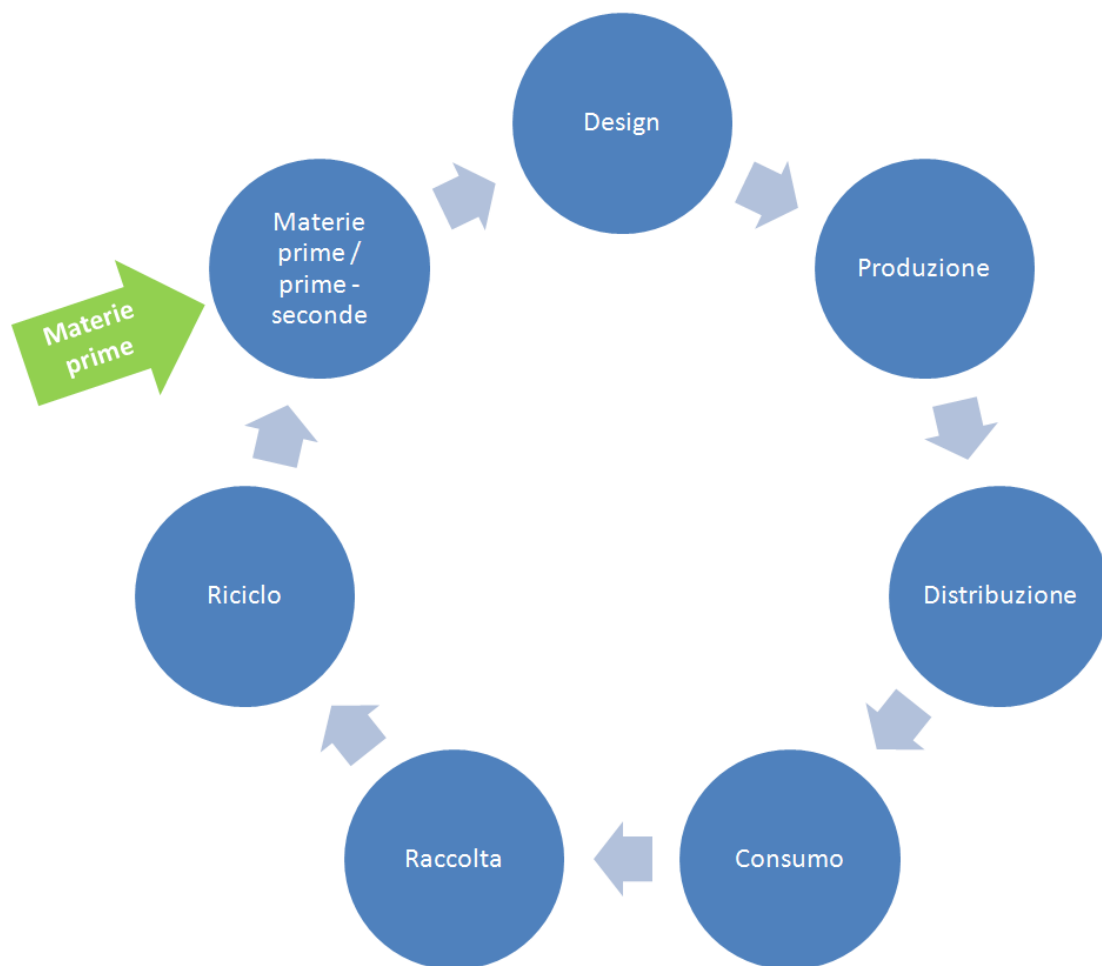 Design
Materie
prime /
prime -
seconde
Produzione
Materie
prime
Riciclo
Distribuzione
Raccolta
Consumo